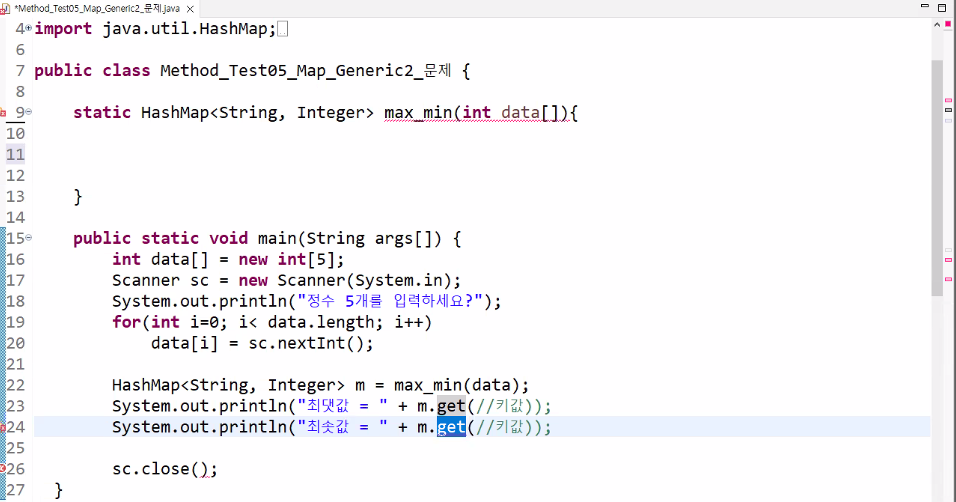 *Method_Test05_Map_Generic2_문제.java
4 import java.util.HashMap;
6
7 public class Method_Test05_Map_Generic2_문제 {
8
9     static HashMap<String, Integer> max_min(int data[]){
10
11
12
13     }
14
15     public static void main(String args[]) {
16         int data[] = new int[5];
17         Scanner sc = new Scanner(System.in);
18         System.out.println("정수 5개를 입력하세요?");
19         for(int i=0; i< data.length; i++)
20             data[i] = sc.nextInt();
21
22         HashMap<String, Integer> m = max_min(data);
23         System.out.println("최댓값 = " + m.get(//키값));
24         System.out.println("최솟값 = " + m.get(//키값));
25
26         sc.close();
27     }